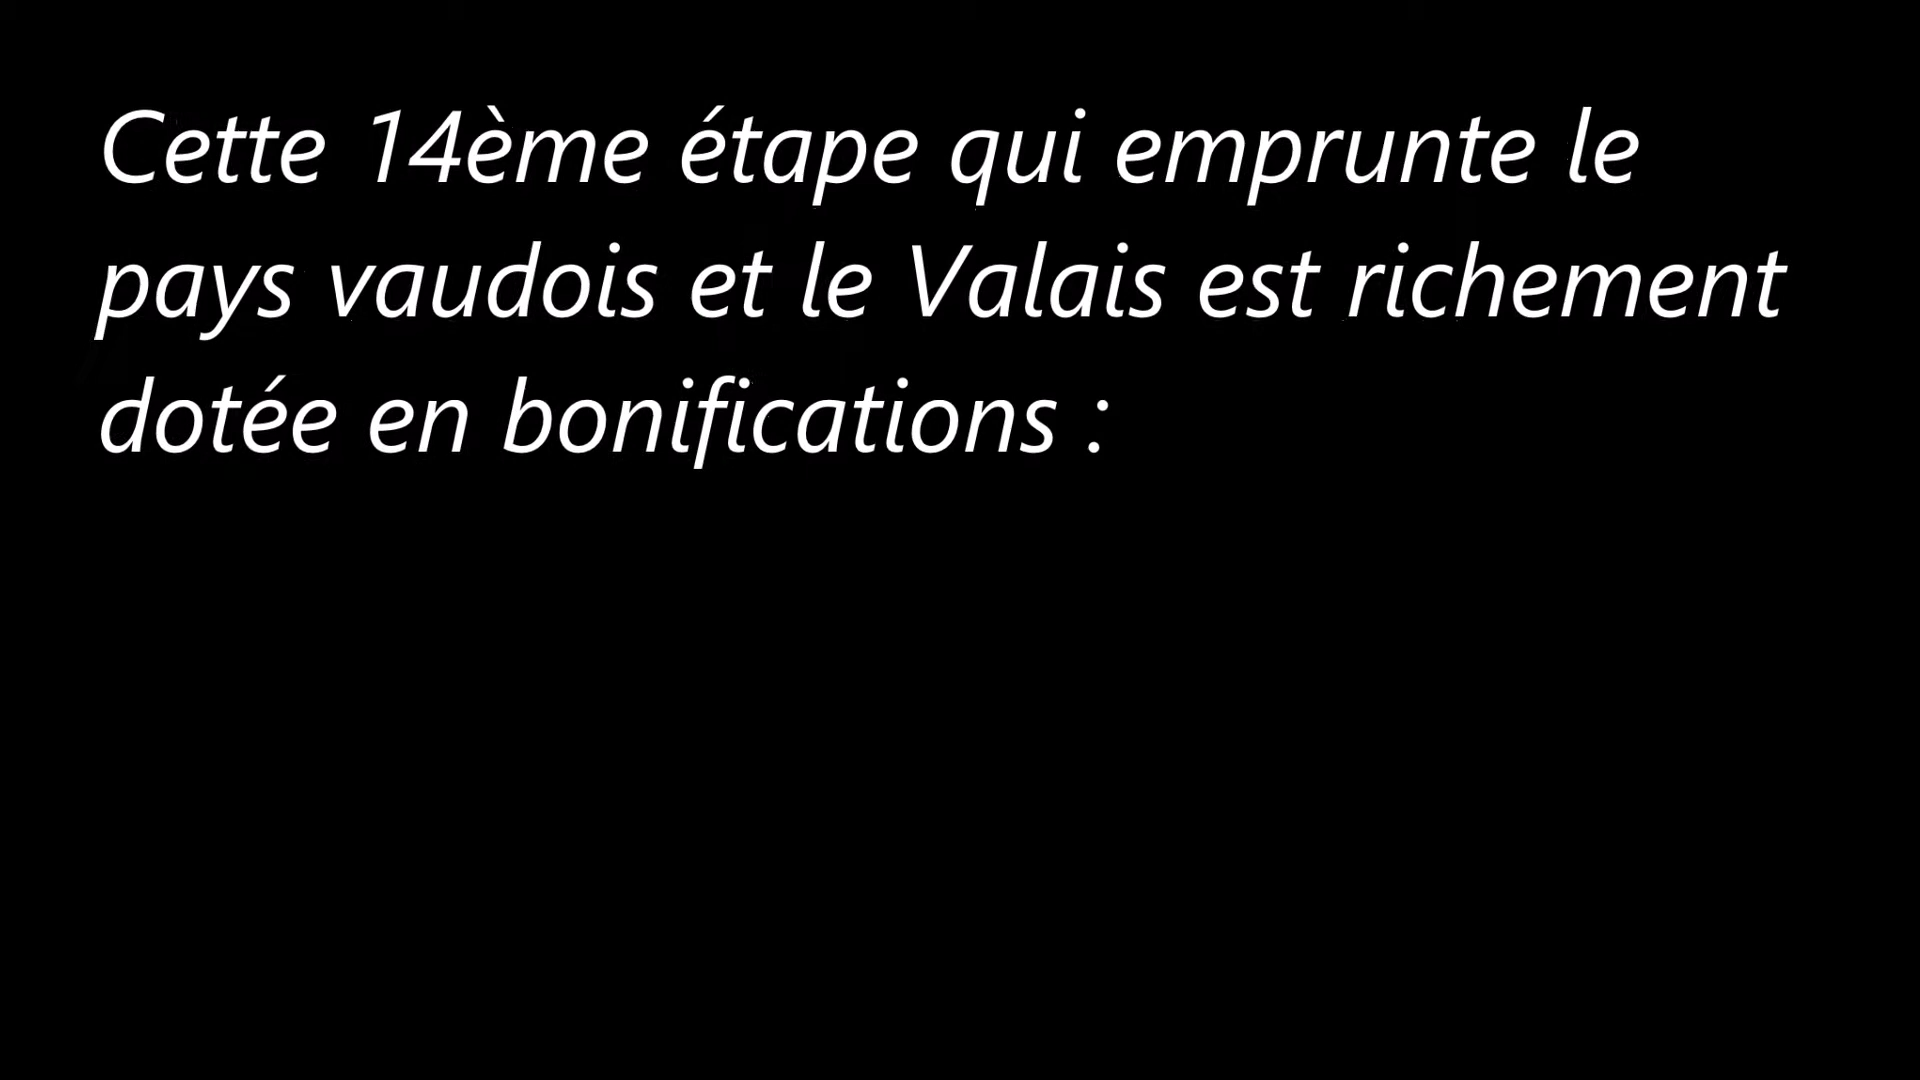 Cette 14ème étape qui emprunte le
pays vaudois et le Valais est richement
dotée en bonifications :